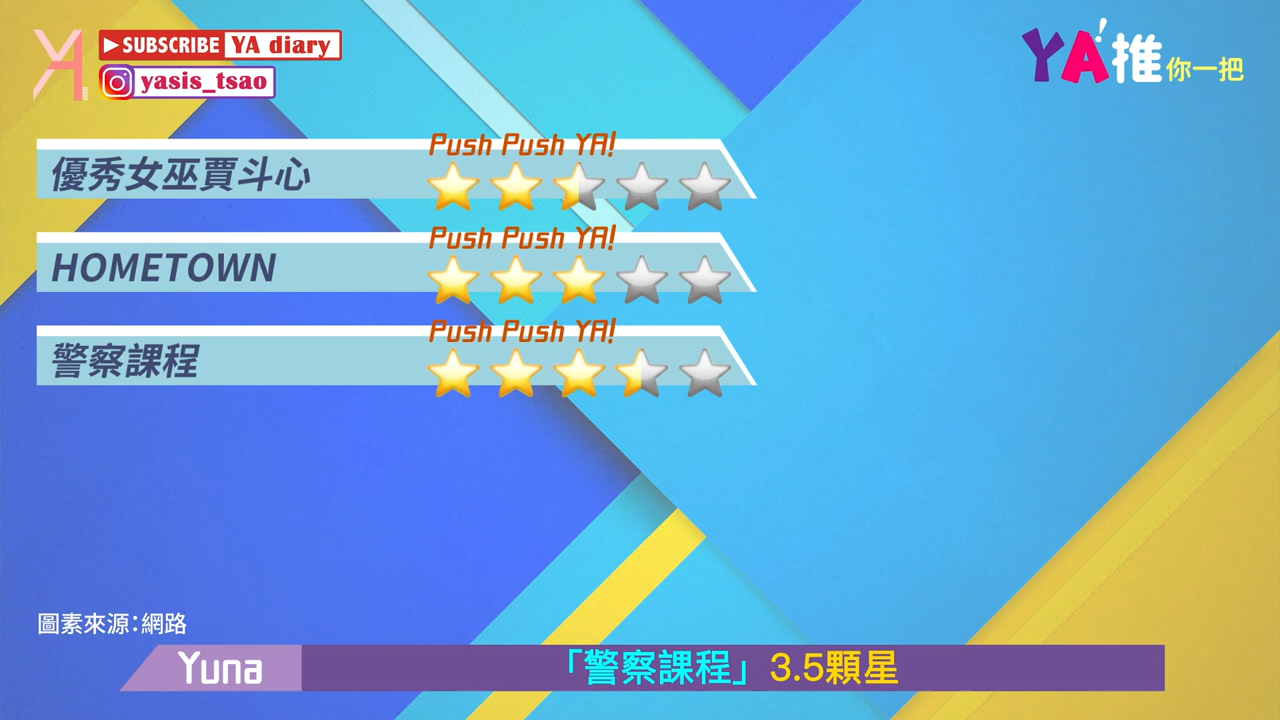 SUBSCRIBE YA diary
yasis_tsao
YA!推你一把
Push Push YA!
優秀女巫賈斗心
Push Push YA!
HOMETOWN
Push Push YA!
警察課程
圖素來源：網路
Yuna
「警察課程」3.5顆星